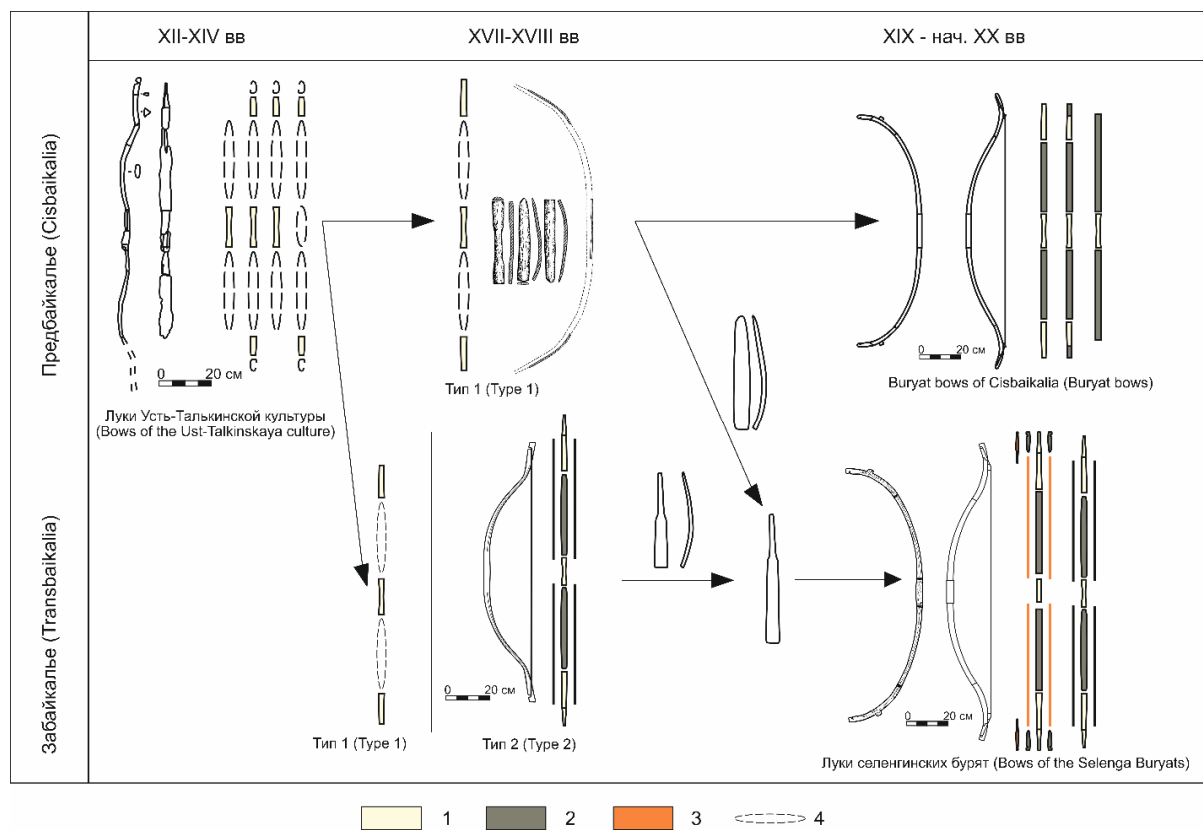 XII-XIV вв
XVII-XVIII вв
XIX - нач. XX вв
Предбайкалье (Cisbaikalia)
0 20 см
Луки Усть-Талькинской культуры
(Bows of the Ust-Talkinskaya culture)
Тип 1 (Type 1)
0 20 см
Buryat bows of Cisbaikalia (Buryat bows)
Забайкалье (Transbaikalia)
Тип 1 (Type 1)
0 20 см
Тип 2 (Type 2)
0 20 см
Луки селенгинских бурят (Bows of the Selenga Buryats)
1 2 3 4